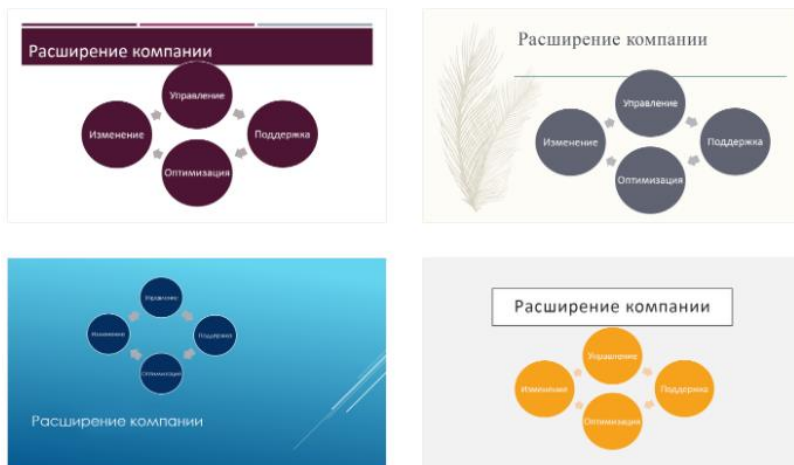 Расширение компании
Управление
Изменение
Поддержка
Оптимизация
Расширение компании
Управление
Изменение
Поддержка
Оптимизация
Управление
Изменение
Поддержка
Оптимизация
Расширение компании
Расширение компании
Управление
Изменение
Поддержка
Оптимизация